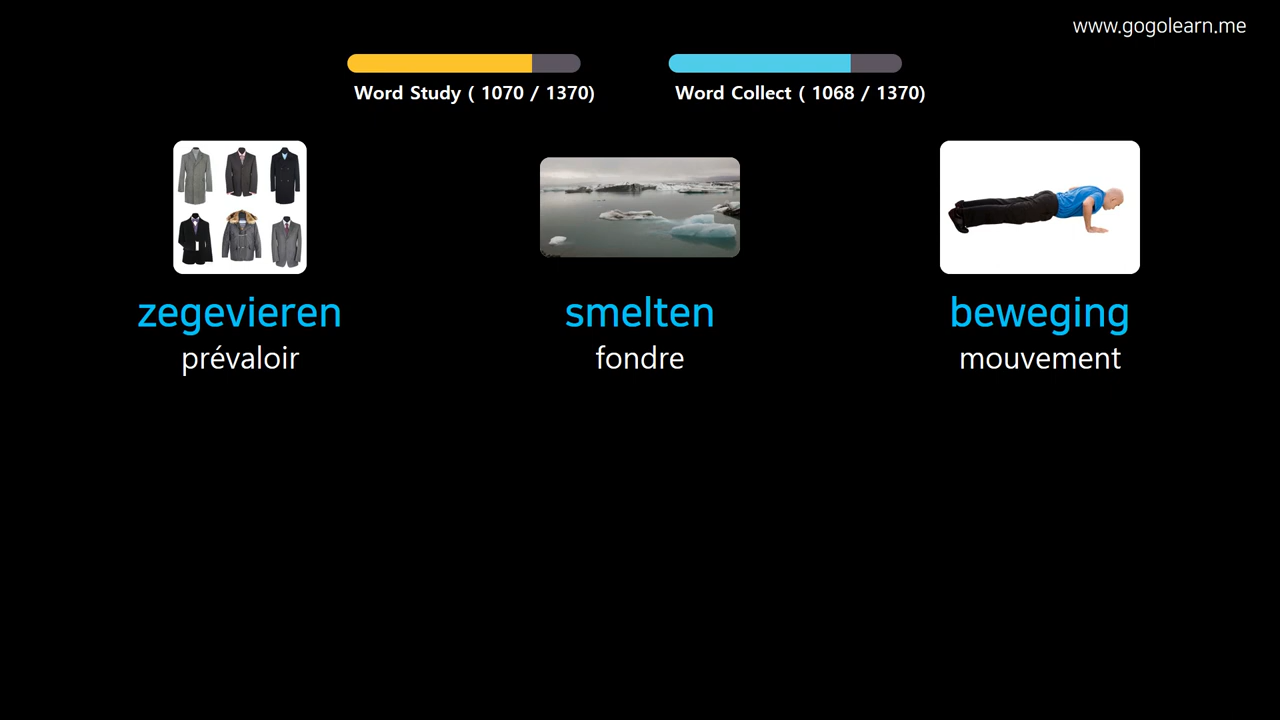 www.gogolearn.me
Word Study ( 1070 / 1370)
Word Collect ( 1068 / 1370)
zegevieren
prévaloir
smelten
fondre
beweging
mouvement